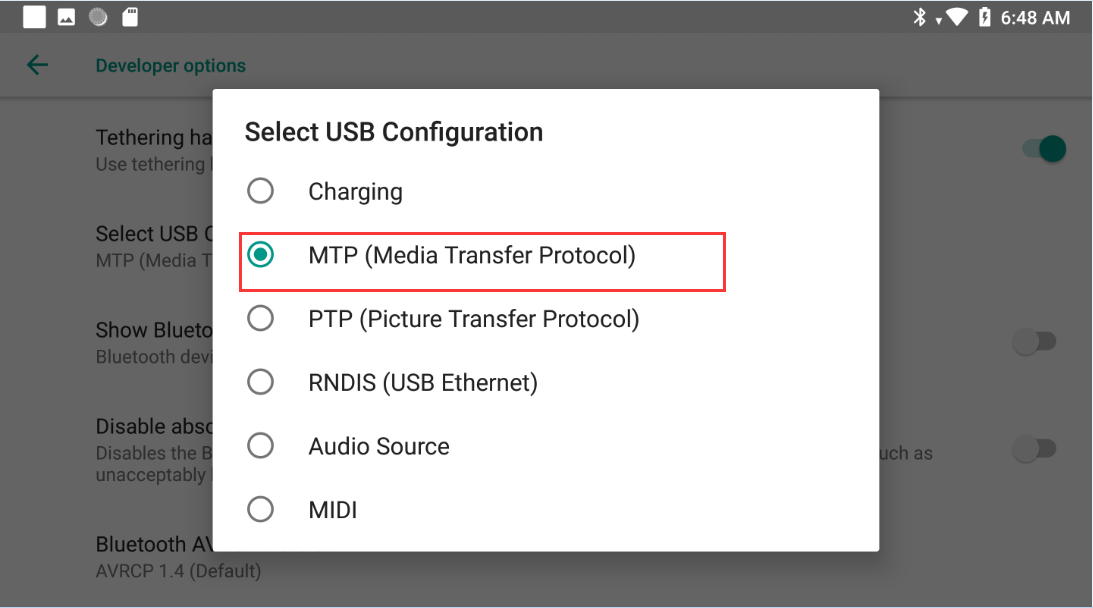 6:48 AM
Developer options
Tethering ha
Use tethering
Select USB C
MTP (Media T
Show Blueto
Bluetooth devi
Disable abso
Disables the B
uch as
unacceptably
Bluetooth AV
AVRCP 1.4 (Default)
Select USB Configuration
Charging
MTP (Media Transfer Protocol)
PTP (Picture Transfer Protocol)
RNDIS (USB Ethernet)
Audio Source
MIDI